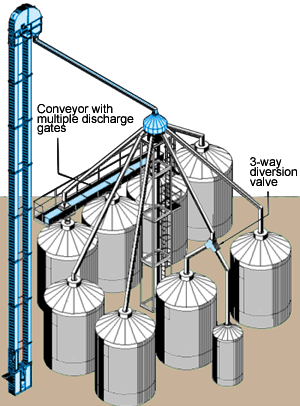 Conveyor with
multiple discharge
gates
3-way
diversion
valve